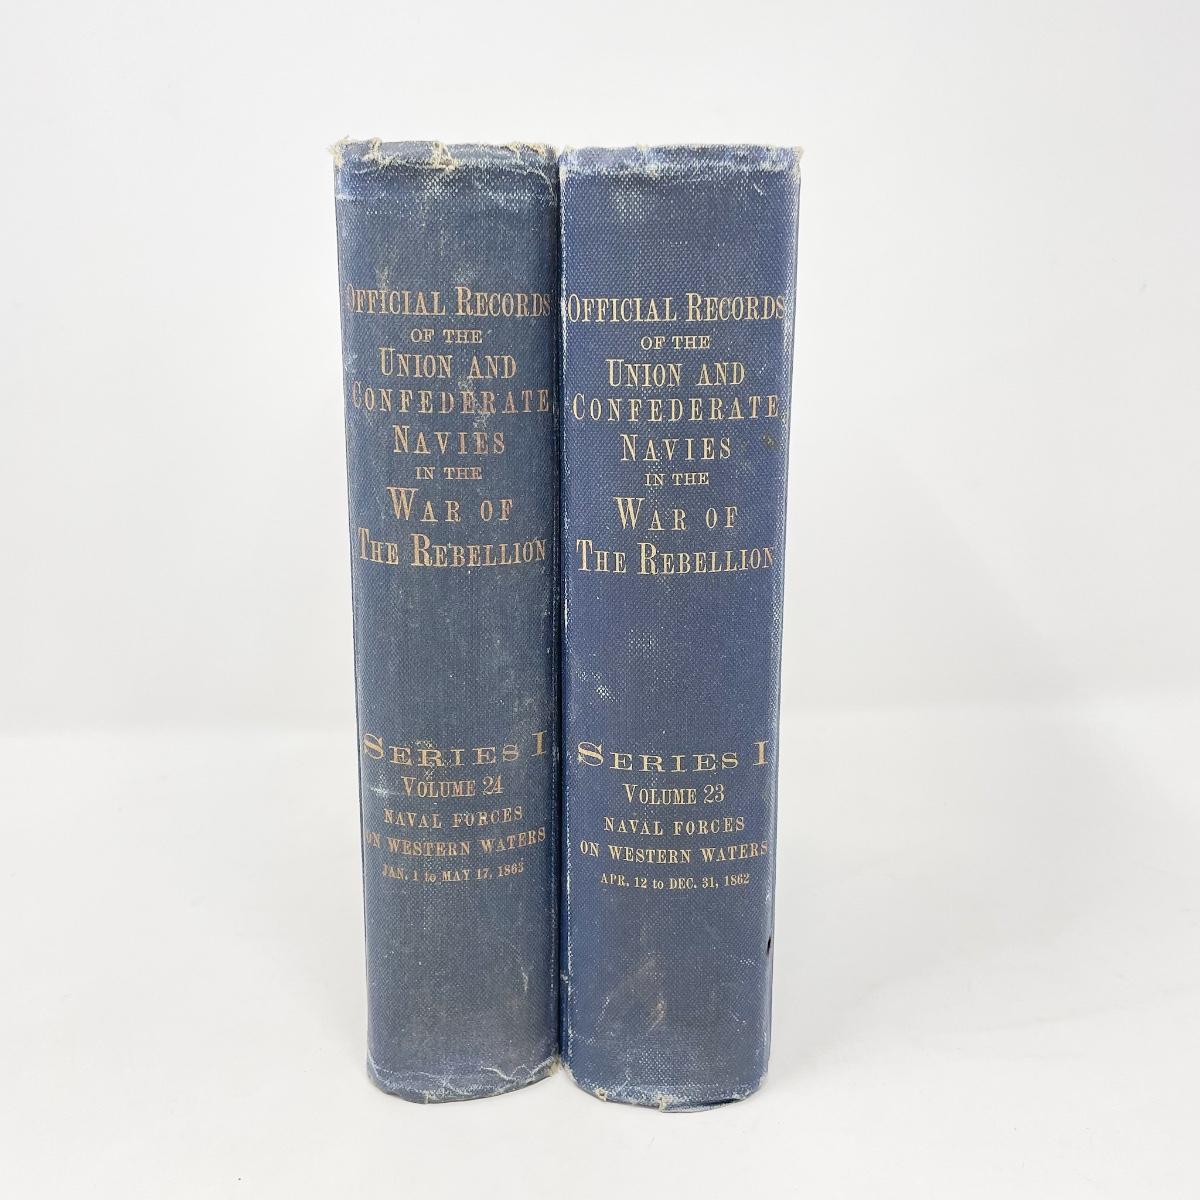 OFFICIAL RECORDS
OF THE
UNION AND
CONFEDERATE
NAVIES
IN THE
WAR OF
THE REBELLION
SERIES I
VOLUME 24
NAVAL FORCES
ON WESTERN WATERS
JAN. 1 to MAY 17, 1863
OFFICIAL RECORDS
OF THE
UNION AND
CONFEDERATE
NAVIES
IN THE
WAR OF
THE REBELLION
SERIES I
VOLUME 23
NAVAL FORCES
ON WESTERN WATERS
APR. 12 to DEC. 31, 1862